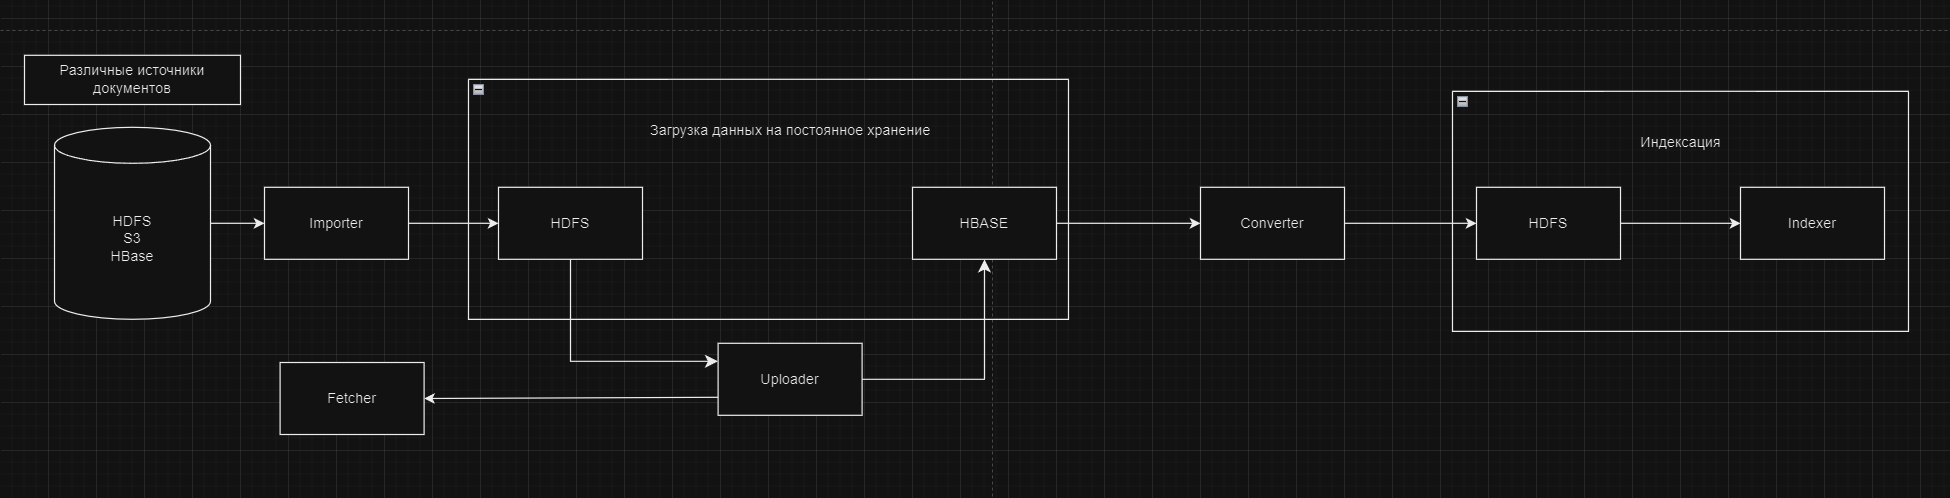 Различные источники
документов
HDFS
S3
HBase
Importer
Загрузка данных на постоянное хранение
HDFS
HBASE
Uploader
Fetcher
Converter
Индексация
HDFS
Indexer